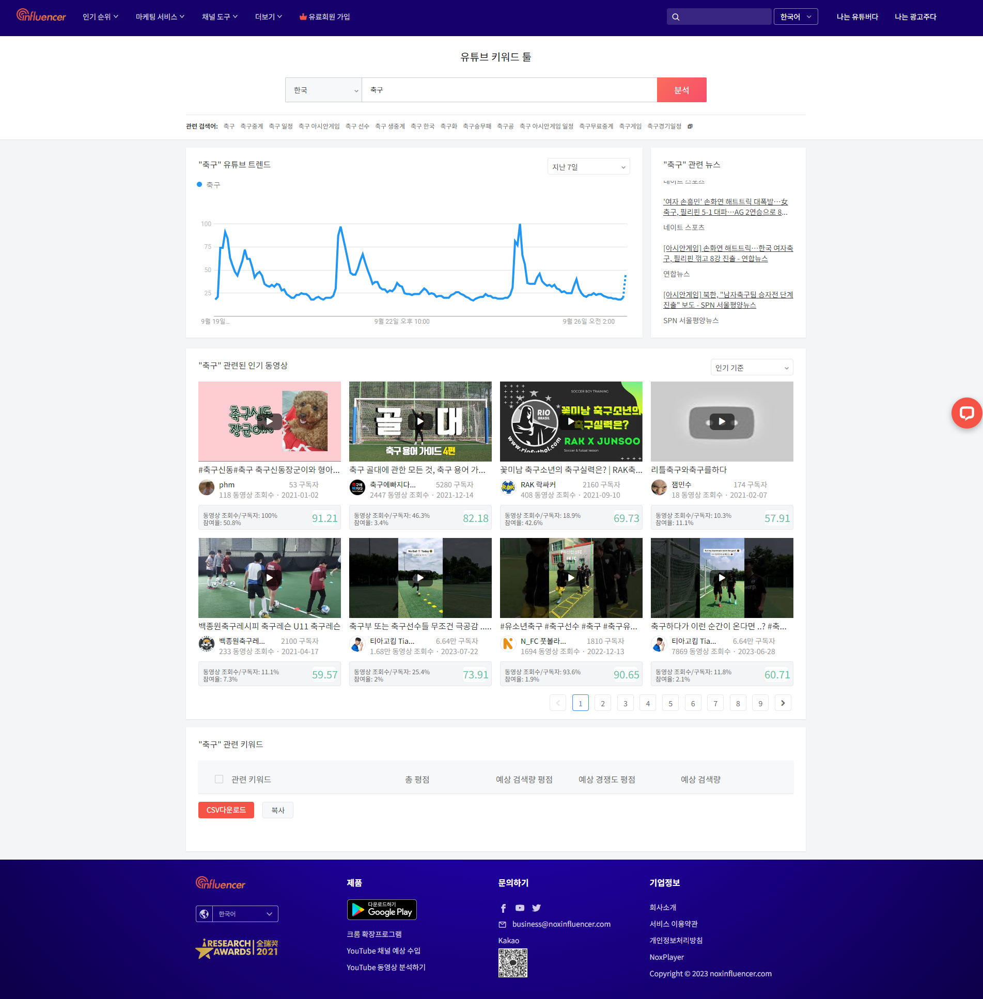 influencer
인기 순위
마케팅 서비스
채널 도구
더보기
유료회원 가입
한국어
나는 유튜버다
나는 광고주다
유튜브 키워드 툴
한국
축구
분석
관련 검색어: 축구 축구중계 축구 일정 축구 아시안게임 축구 선수 축구 생중계 축구 한국 축구화 축구승무패 축구공 축구 아시안게임 일정 축구무료중계 축구게임 축구경기일정
"축구" 유튜브 트렌드
지난 7일
축구
100
75
50
25
9월 19일...
9월 22일 오후 10:00
9월 26일 오전 2:00
"축구" 관련 뉴스
네이트 스포츠
'여자 손흥민' 손화연 해트트릭 대폭발…女
축구, 필리핀 5-1 대파…AG 2연승으로 8...
네이트 스포츠
[아시안게임] 손화연 해트트릭…한국 여자축
구, 필리핀 꺾고 8강 진출 - 연합뉴스
연합뉴스
[아시안게임] 북한, "남자축구팀 승자전 단계
진출" 보도 - SPN 서울평양뉴스
SPN 서울평양뉴스
"축구" 관련된 인기 동영상
인기 기준
축구신동
장군이!~
#축구신동#축구 축구신동장군이와 형아...
phm
53 구독자
118 동영상 조회수 · 2021-01-02
동영상 조회수/구독자: 100%
참여율: 50.8%
91.21
골대
축구 용어 가이드 4편
축구 골대에 관한 모든 것, 축구 용어 가...
축구에빠지다...
5280 구독자
2447 동영상 조회수 · 2021-12-14
동영상 조회수/구독자: 46.3%
참여율: 3.4%
82.18
SOCCER BOY TRAINING
RIO
BRASIL
www.riofutbol.com
꽃미남 축구소년의
축구실력은?
RAK X JUNSOO
Soccer & futsal lesson
꽃미남 축구소년의 축구실력은? | RAK축...
RAK
RAK 락싸커
2160 구독자
408 동영상 조회수 · 2021-09-10
동영상 조회수/구독자: 18.9%
참여율: 42.6%
69.73
리틀축구와축구를하다
잼민수
174 구독자
18 동영상 조회수 · 2021-02-07
동영상 조회수/구독자: 10.3%
참여율: 11.1%
57.91
백종원축구레시피 축구레슨 U11 축구레슨
백종원축구레...
2100 구독자
233 동영상 조회수 · 2021-04-17
동영상 조회수/구독자: 11.1%
참여율: 7.3%
59.57
No Ball !! Today
축구부 또는 축구선수들 무조건 극공감 .....
티아고킴 Tia...
6.64만 구독자
1.68만 동영상 조회수 · 2023-07-22
동영상 조회수/구독자: 25.4%
참여율: 2%
73.91
#N.FC
#유소년축구 #축구선수 #축구 #축구유...
N_FC 풋볼라...
1810 구독자
1694 동영상 조회수 · 2022-12-13
동영상 조회수/구독자: 93.6%
참여율: 1.9%
90.65
But my teammate stole the goal..
축구하다가 이런 순간이 온다면 ..? #축...
티아고킴 Tia...
6.64만 구독자
7869 동영상 조회수 · 2023-06-28
동영상 조회수/구독자: 11.8%
참여율: 2.1%
60.71
1 2 3 4 5 6 7 8 9
"축구" 관련 키워드
관련 키워드
총 평점
예상 검색량 평점
예상 경쟁도 평점
예상 검색량
CSV다운로드
복사
influencer
한국어
iRESEARCH AWARDS
金瑞奖 2021
제품
다운로드하기
Google Play
크롬 확장프로그램
YouTube 채널 예상 수입
YouTube 동영상 분석하기
문의하기
business@noxinfluencer.com
Kakao
기업정보
회사소개
서비스 이용약관
개인정보처리방침
NoxPlayer
Copyright © 2023 noxinfluencer.com